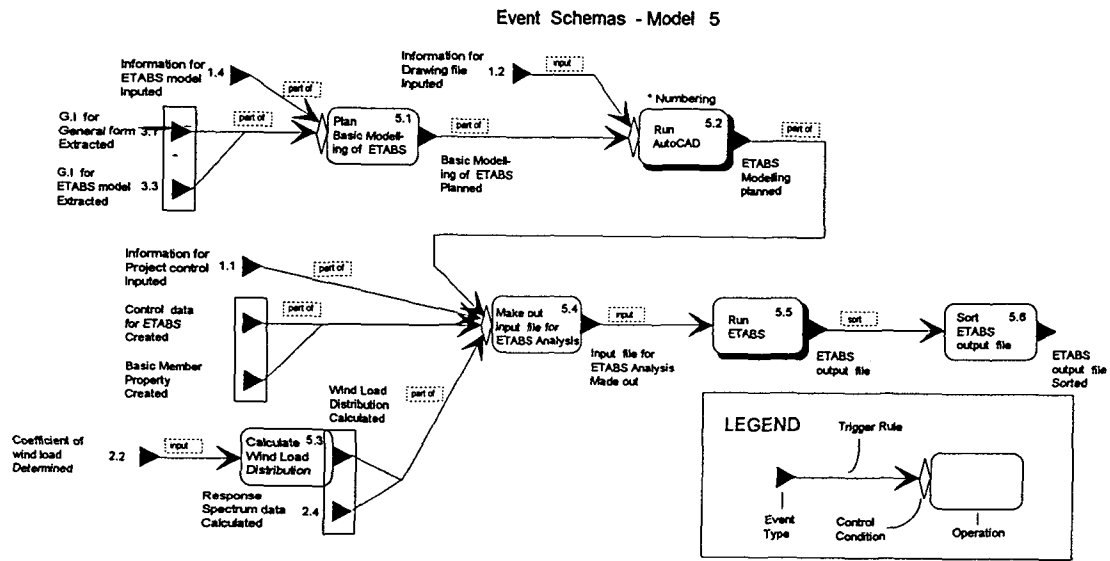 Event Schemas - Model 5
Information for
ETABS model 1.4
Inputed
part of
G.I for
General form 3.1
Extracted
part of
G.I for
ETABS model 3.3
Extracted
Plan 5.1
Basic Modell-
ing of ETABS
part of
Basic Modell-
ing of ETABS
Planned
Information for
Drawing file 1.2
Inputed
input
* Numbering
Run 5.2
AutoCAD
part of
ETABS
Modelling
planned
Information for
Project control 1.1
Inputed
part of
Control data
for ETABS
Created
part of
Basic Member
Property
Created
Make out 5.4
input file for
ETABS Analysis
input
Input file for
ETABS Analysis
Made out
Run 5.5
ETABS
sort
ETABS
output file
Sort 5.6
ETABS
output file
ETABS
output file
Sorted
Wind Load
Distribution
Calculated
part of
Coefficient of
wind load 2.2
Determined
input
Calculate 5.3
Wind Load
Distribution
Response
Spectrum data 2.4
Calculated
LEGEND
Trigger Rule
Event
Type
Control
Condition
Operation